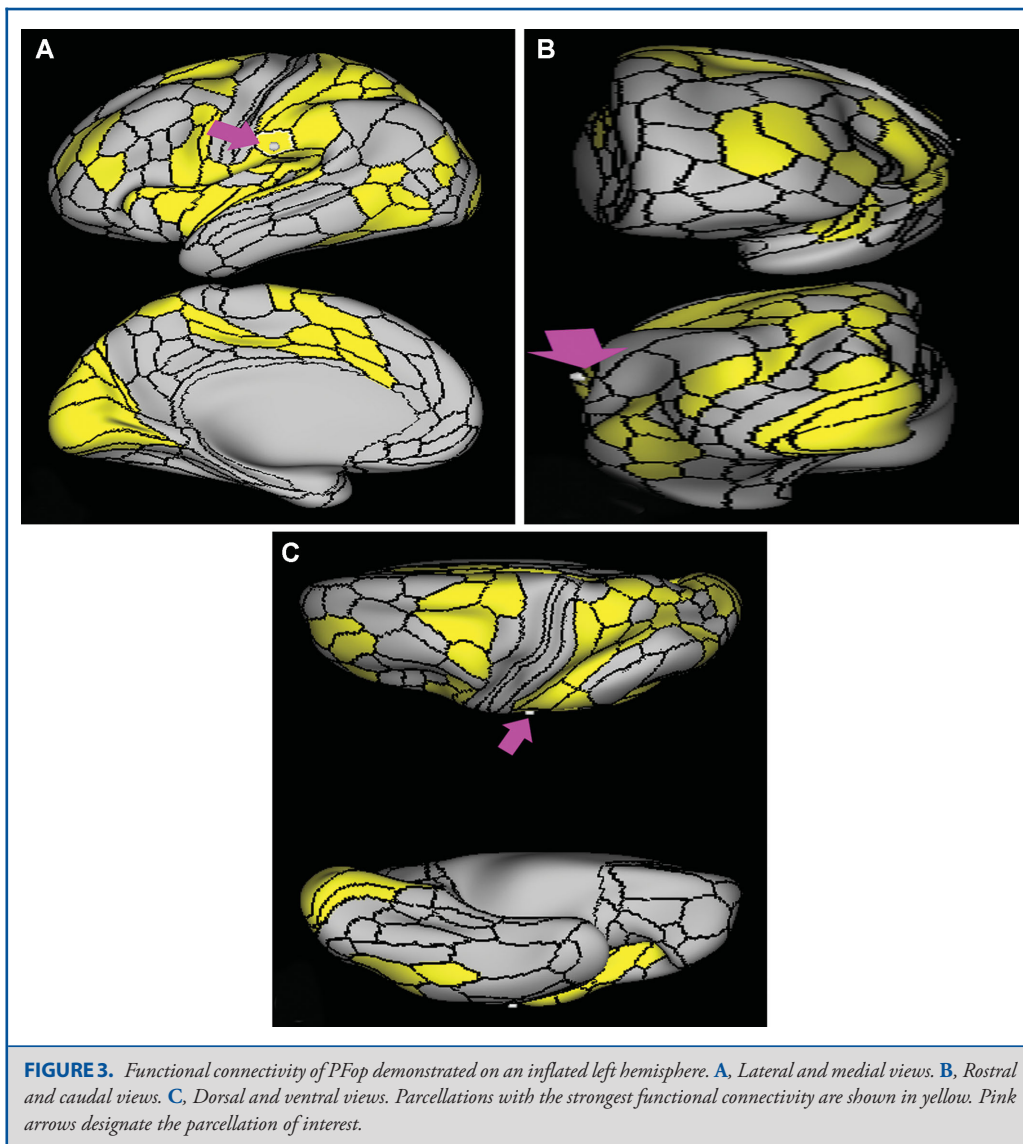 A
B
C
FIGURE 3. Functional connectivity of PFop demonstrated on an inflated left hemisphere. A, Lateral and medial views. B, Rostral
and caudal views. C, Dorsal and ventral views. Parcellations with the strongest functional connectivity are shown in yellow. Pink
arrows designate the parcellation of interest.